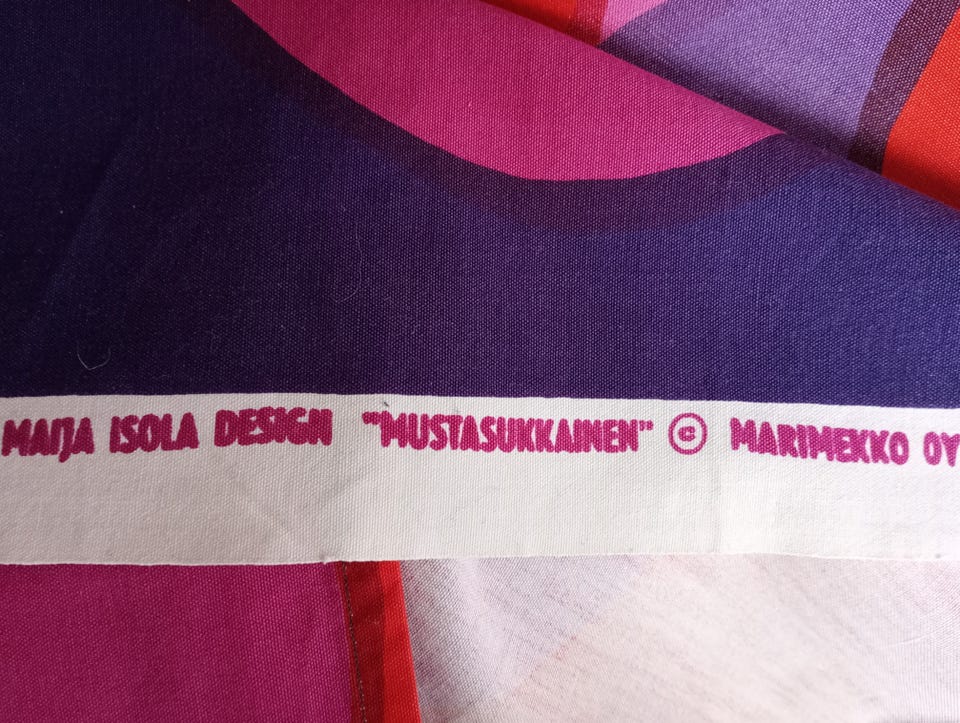 MAIJA ISOLA DESIGN "MUSTASUKKAINEN" © MARIMEKKO OY